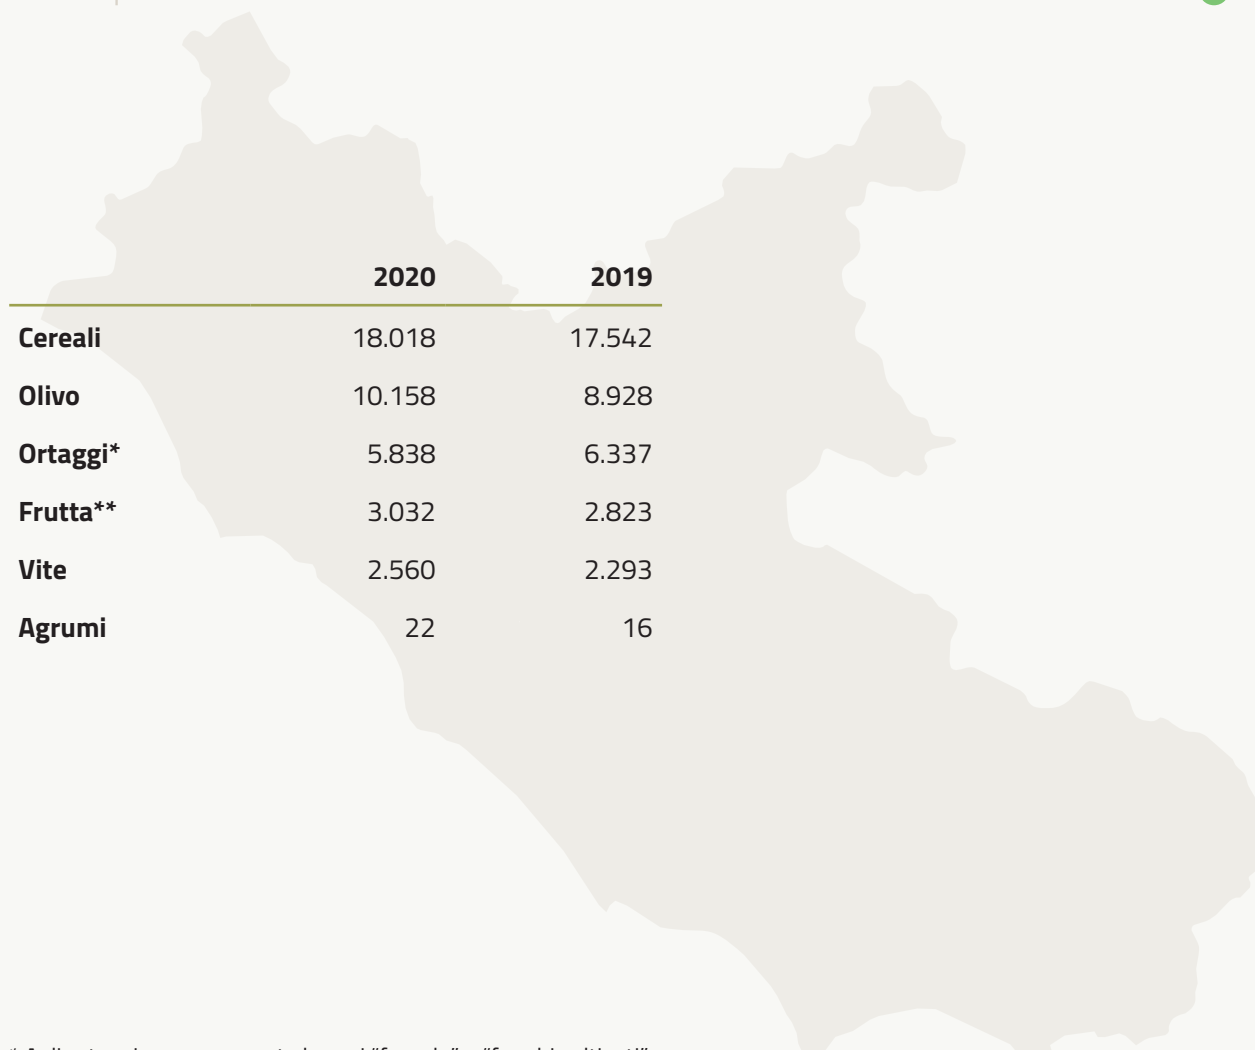 2020 2019
Cereali 18.018 17.542
Olivo 10.158 8.928
Ortaggi* 5.838 6.337
Frutta** 3.032 2.823
Vite 2.560 2.293
Agrumi 22 16